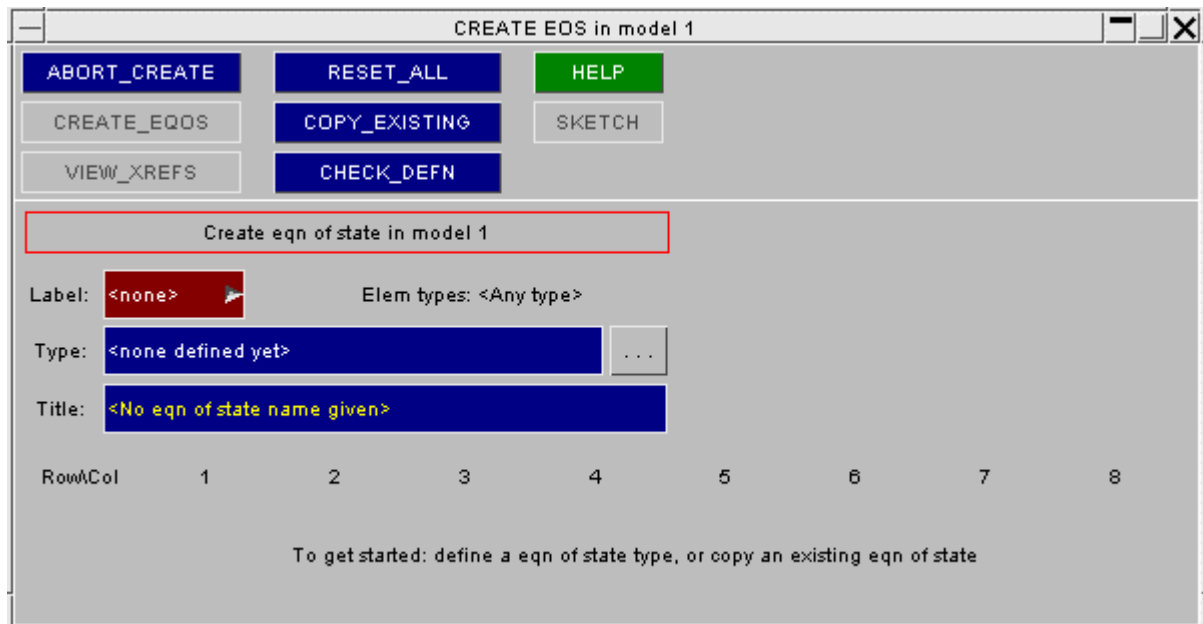 CREATE EOS in model 1
ABORT_CREATE RESET_ALL HELP
CREATE_EQOS COPY_EXISTING SKETCH
VIEW_XREFS CHECK_DEFN
Create eqn of state in model 1
Label: <none> Elem types: <Any type>
Type: <none defined yet> ...
Title: <No eqn of state name given>
Row\Col 1 2 3 4 5 6 7 8
To get started: define a eqn of state type, or copy an existing eqn of state